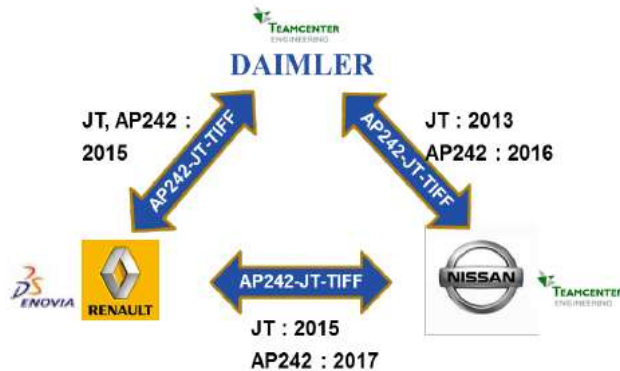 TEAMCENTER
ENGINEERING
DAIMLER
JT, AP242 :
2015
AP242-JT-TIFF
AP242-JT-TIFF
JT : 2013
AP242 : 2016
DS
ENOVIA
RENAULT
AP242-JT-TIFF
NISSAN
TEAMCENTER
ENGINEERING
JT : 2015
AP242 : 2017